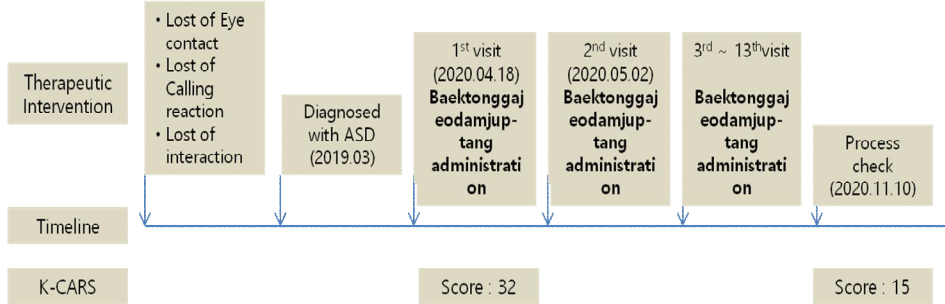 Therapeutic
Intervention
• Lost of Eye
contact
• Lost of
Calling
reaction
• Lost of
interaction
Diagnosed
with ASD
(2019.03)
1st visit
(2020.04.18)
Baektonggaj
eodamjup-
tang
administrati
on
2nd visit
(2020.05.02)
Baektonggaj
eodamjup-
tang
administrati
on
3rd ~ 13thvisit
Baektonggaj
eodamjup-
tang
administrati
on
Process
check
(2020.11.10)
Timeline
K-CARS
Score : 32
Score : 15